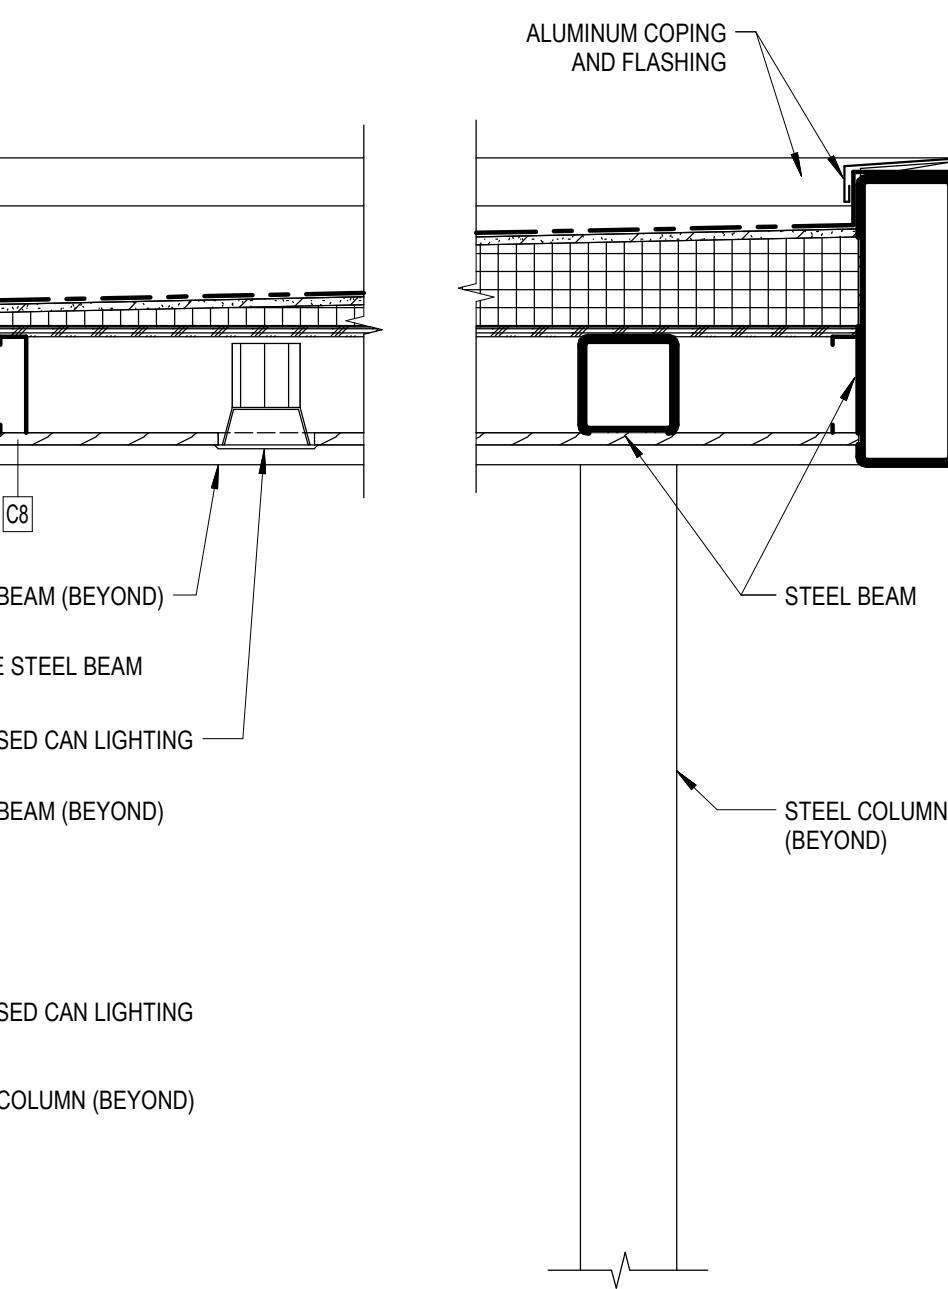 ALUMINUM COPING
AND FLASHING
C8
BEAM (BEYOND)
STEEL BEAM
STEEL BEAM
SED CAN LIGHTING
BEAM (BEYOND)
STEEL COLUMN
(BEYOND)
SED CAN LIGHTING
COLUMN (BEYOND)